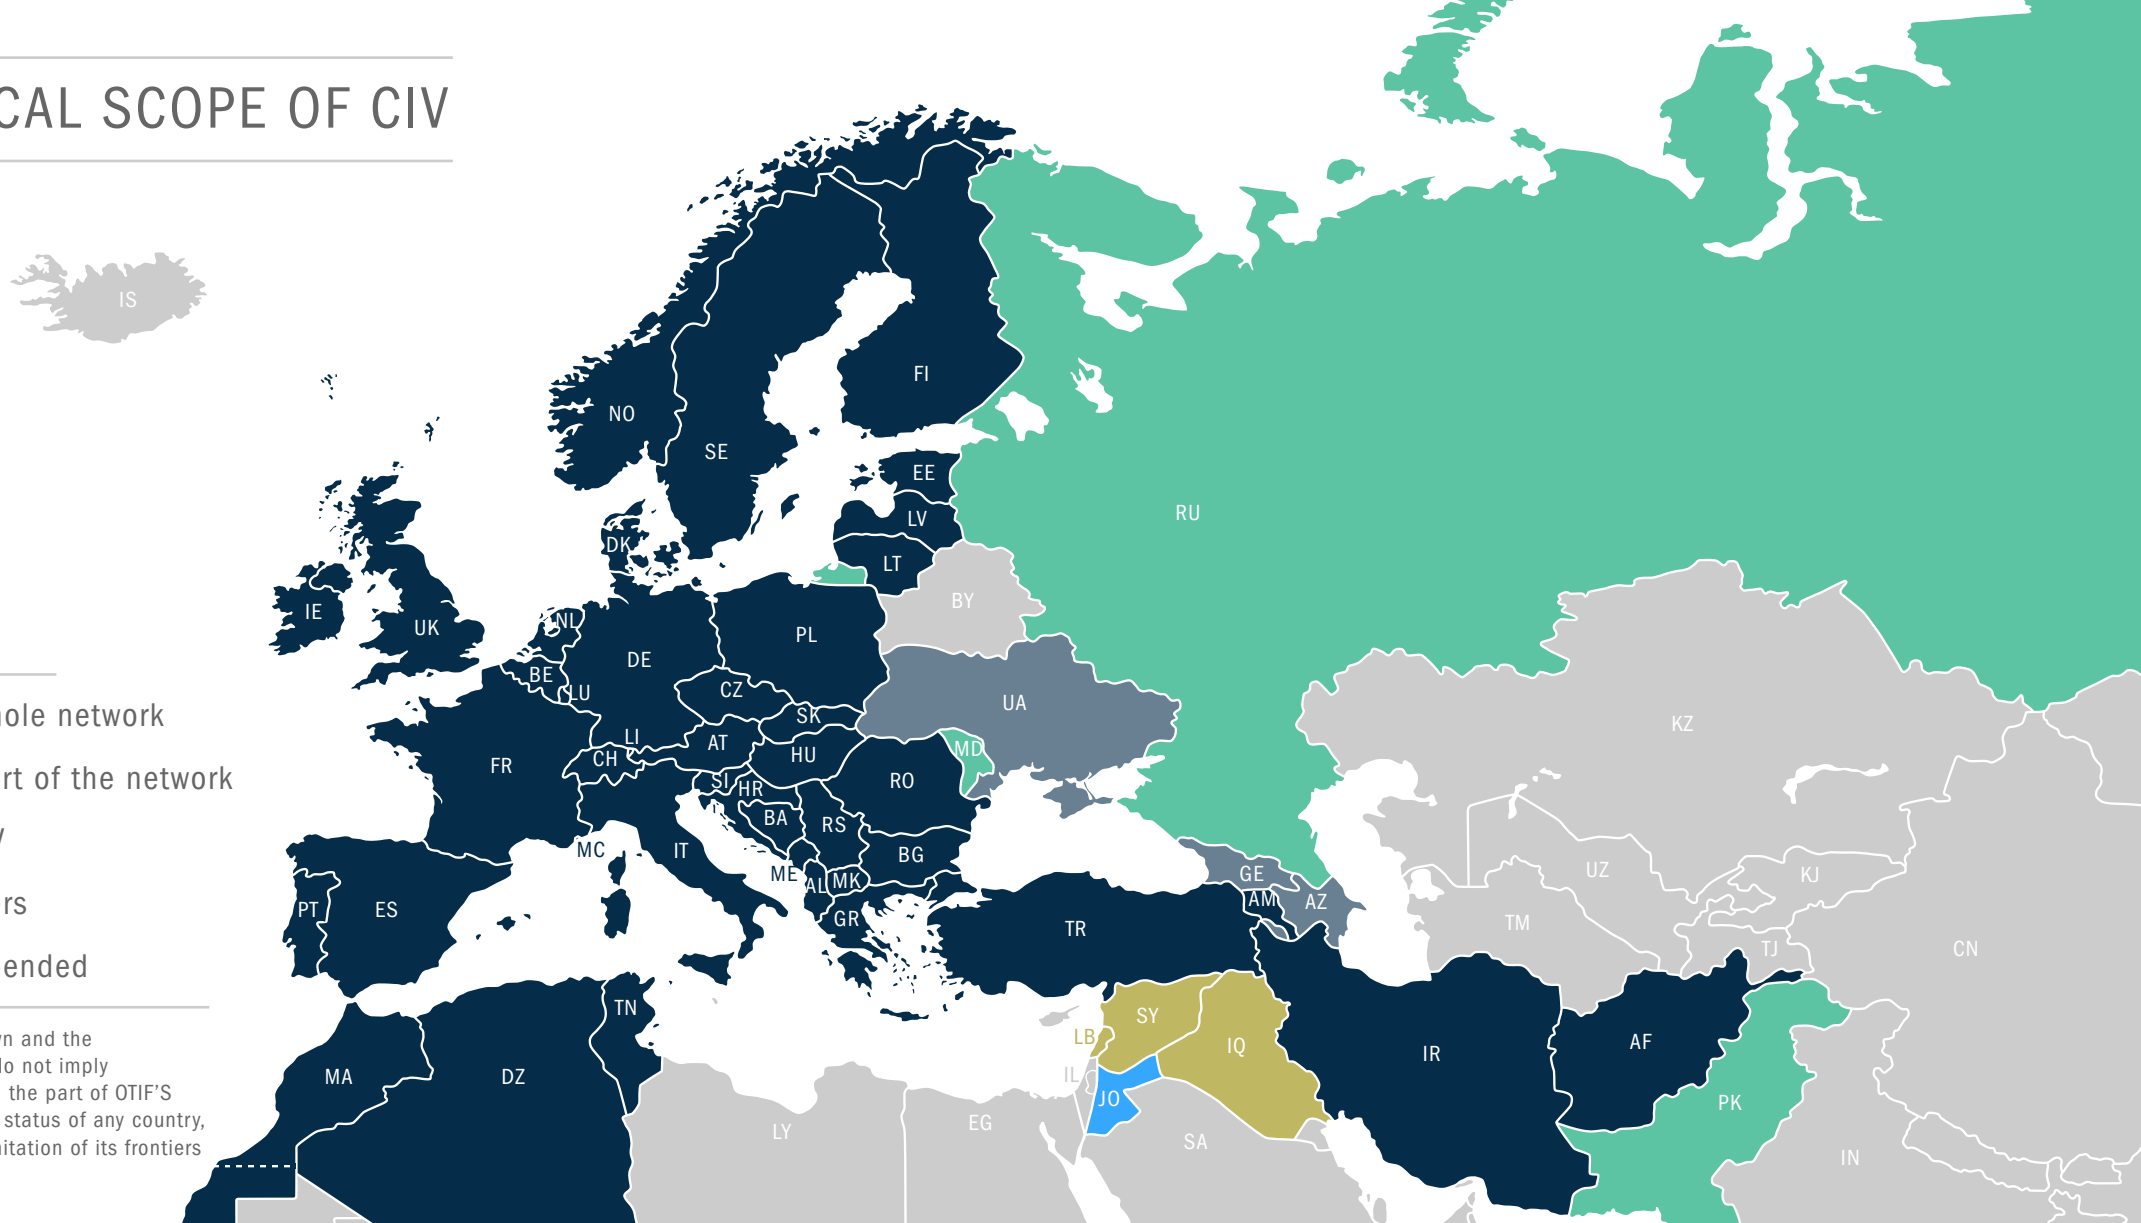 CAL SCOPE OF CIV
IS
NO
SE
FI
EE
LV
LT
DK
RU
BY
IE
UK
NL
BE
LU
DE
PL
CZ
SK
UA
KZ
LI
CH
AT
HU
MD
FR
SI
HR
RO
BA
RS
MC
IT
ME
AL
MK
BG
GR
PT
ES
GE
AM
AZ
TR
UZ
KJ
TM
TJ
CN
TN
SY
LB
IQ
IL
JO
IR
AF
PK
MA
DZ
LY
EG
SA
IN
ole network
rt of the network
rs
ended
n and the
do not imply
the part of OTIF'S
status of any country,
itation of its frontiers